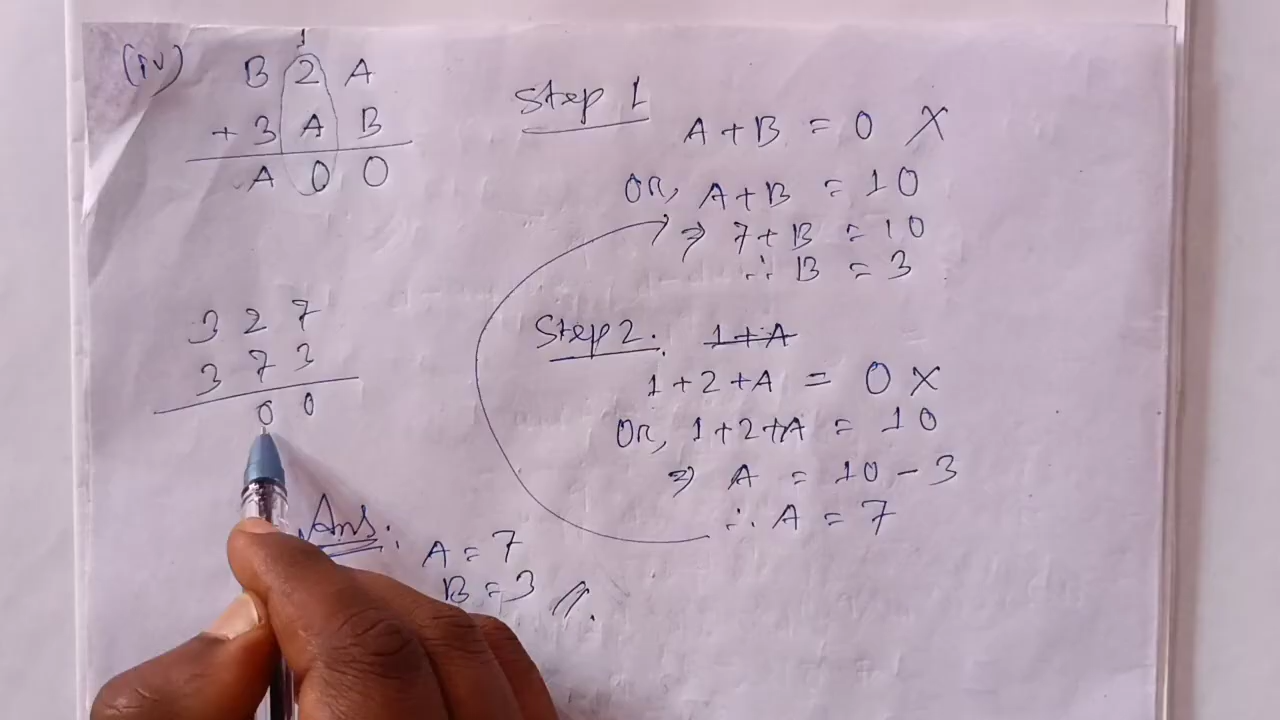 (iv)
1
B 2 A
+ 3 A B
A 0 0
3 2 7
3 7 3
0 0
Ans. A = 7
B = 3 //.
Step 1
A + B = 0 X
Or, A + B = 10
⇒ 7 + B = 10
∴ B = 3
Step 2. 1 + A
1 + 2 + A = 0 X
Or, 1 + 2 + A = 10
⇒ A = 10 - 3
∴ A = 7